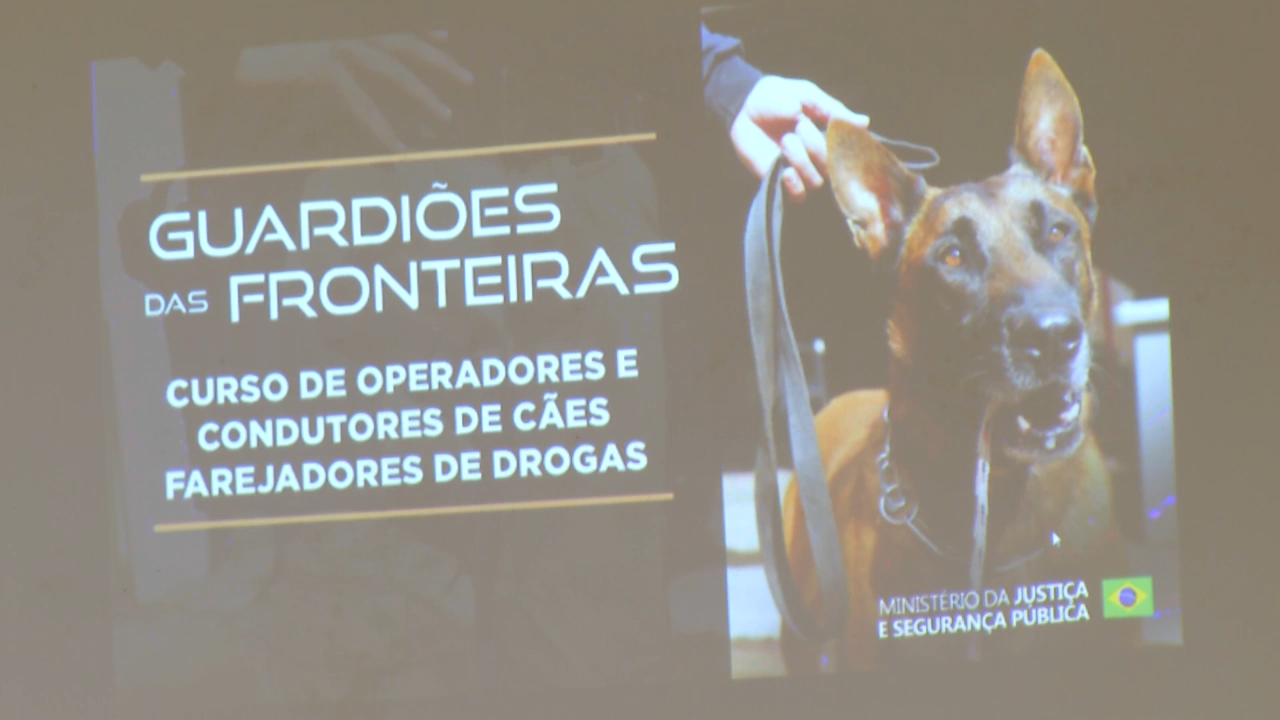 GUARDIÕES
DAS FRONTEIRAS
CURSO DE OPERADORES E
CONDUTORES DE CÃES
FAREJADORES DE DROGAS
MINISTÉRIO DA JUSTIÇA
E SEGURANÇA PÚBLICA